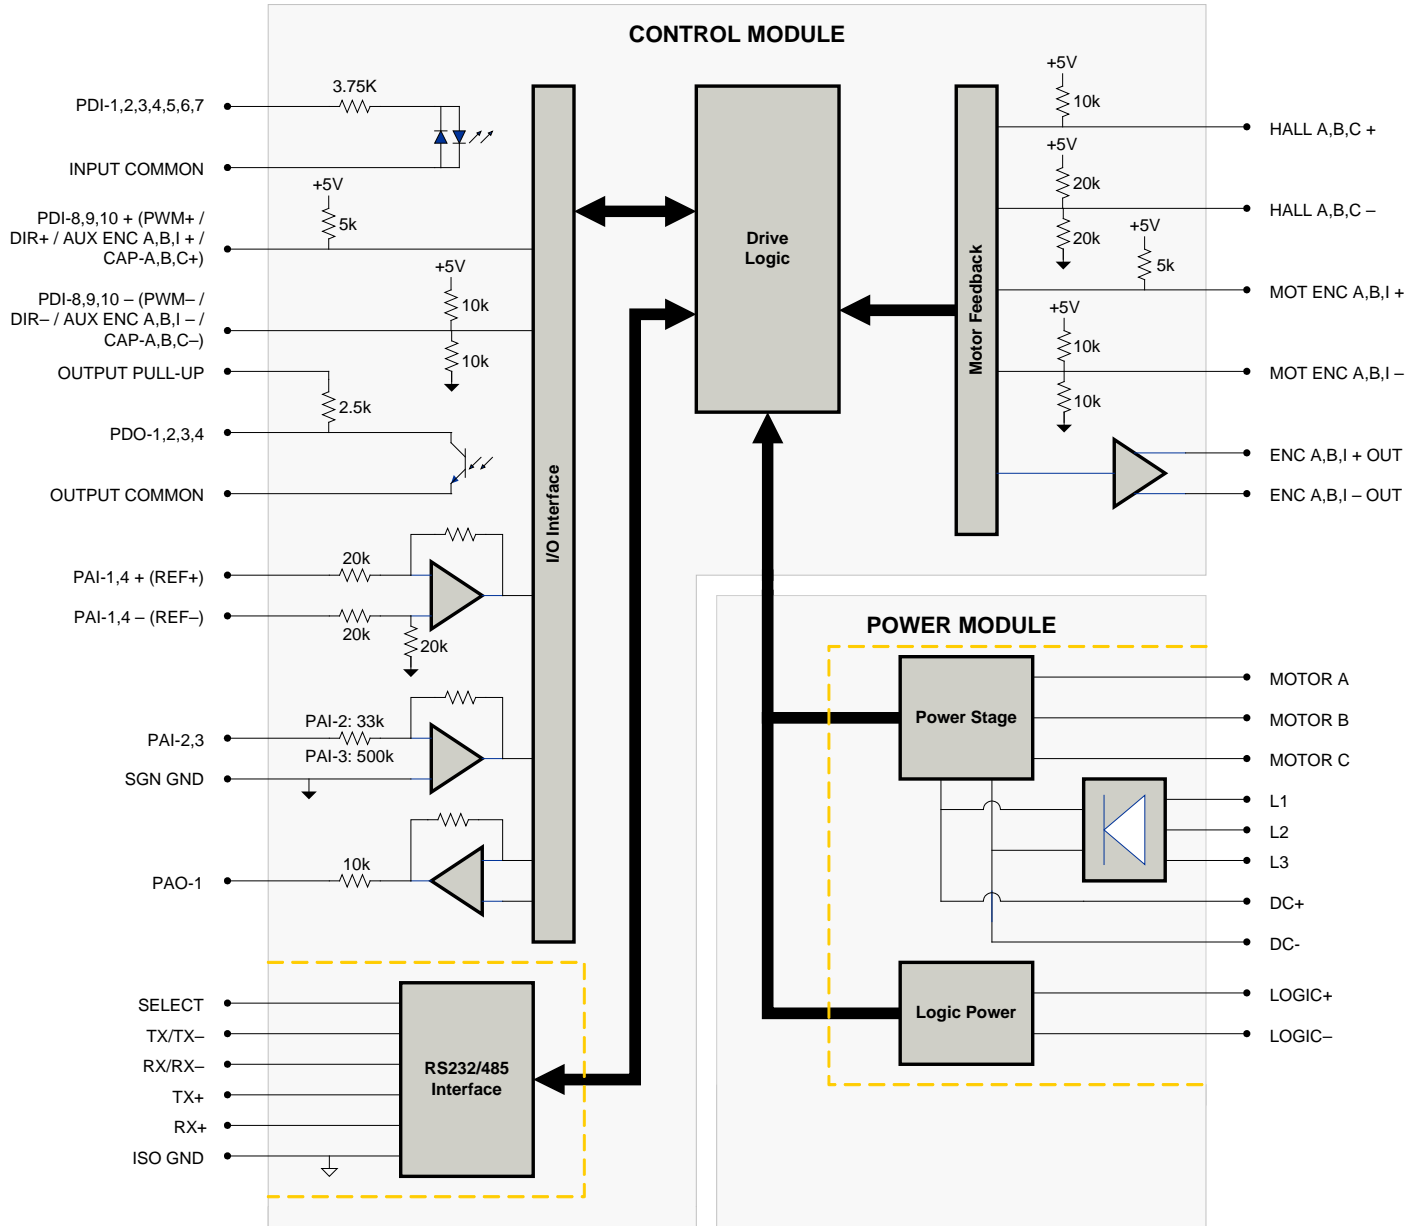 CONTROL MODULE
PDI-1,2,3,4,5,6,7
3.75K
INPUT COMMON
+5V
5k
PDI-8,9,10 + (PWM+ /
DIR+ / AUX ENC A,B,I + /
CAP-A,B,C+)
+5V
10k
10k
PDI-8,9,10 – (PWM– /
DIR– / AUX ENC A,B,I – /
CAP-A,B,C–)
OUTPUT PULL-UP
2.5k
PDO-1,2,3,4
OUTPUT COMMON
PAI-1,4 + (REF+)
20k
PAI-1,4 – (REF–)
20k
20k
PAI-2,3
PAI-2: 33k
PAI-3: 500k
SGN GND
PAO-1
10k
I/O Interface
Drive
Logic
Motor Feedback
+5V
10k
HALL A,B,C +
+5V
20k
20k
HALL A,B,C –
+5V
5k
MOT ENC A,B,I +
+5V
10k
10k
MOT ENC A,B,I –
ENC A,B,I + OUT
ENC A,B,I – OUT
SELECT
TX/TX–
RX/RX–
TX+
RX+
ISO GND
RS232/485
Interface
POWER MODULE
Power Stage
MOTOR A
MOTOR B
MOTOR C
L1
L2
L3
DC+
DC-
Logic Power
LOGIC+
LOGIC–